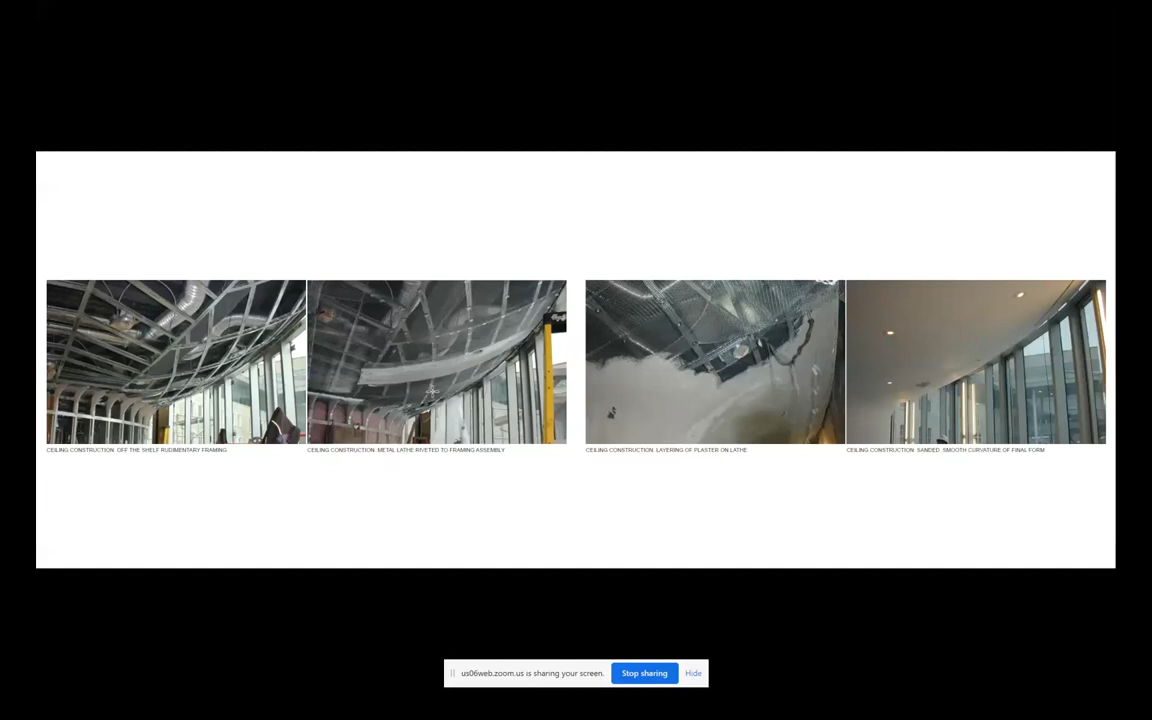 CEILING CONSTRUCTION: OFF THE SHELF RUDIMENTARY FRAMING
CEILING CONSTRUCTION: METAL LATHE RIVETED TO FRAMING ASSEMBLY
CEILING CONSTRUCTION: LAYERING OF PLASTER ON LATHE
CEILING CONSTRUCTION: SANDED, SMOOTH CURVATURE OF FINAL FORM
us06web.zoom.us is sharing your screen.
Stop sharing
Hide